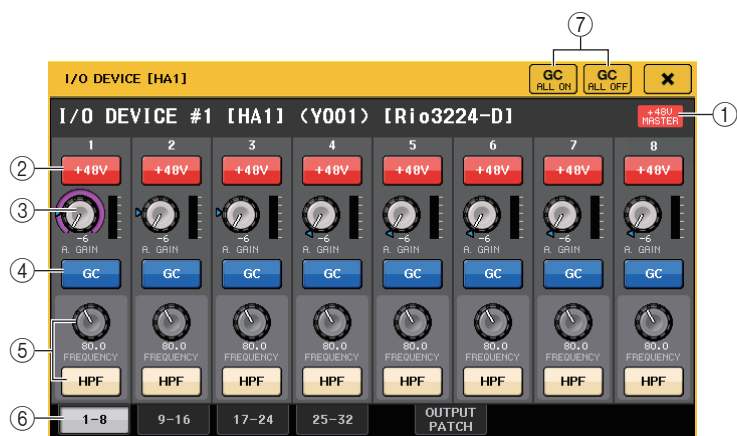 ⑦
I/O DEVICE [HA1]
GC ALL ON
GC ALL OFF
I/O DEVICE #1 [HA1] (Y001) [Rio3224-D]
+48V MASTER
①
1 2 3 4 5 6 7 8
② +48V +48V +48V +48V +48V +48V +48V +48V
③
-6 -6 -6 -6 -6 -6 -6 -6
A. GAIN A. GAIN A. GAIN A. GAIN A. GAIN A. GAIN A. GAIN A. GAIN
④ GC GC GC GC GC GC GC GC
⑤
80.0 80.0 80.0 80.0 80.0 80.0 80.0 80.0
FREQUENCY FREQUENCY FREQUENCY FREQUENCY FREQUENCY FREQUENCY FREQUENCY FREQUENCY
HPF HPF HPF HPF HPF HPF HPF HPF
⑥ 1-8 9-16 17-24 25-32 OUTPUT PATCH